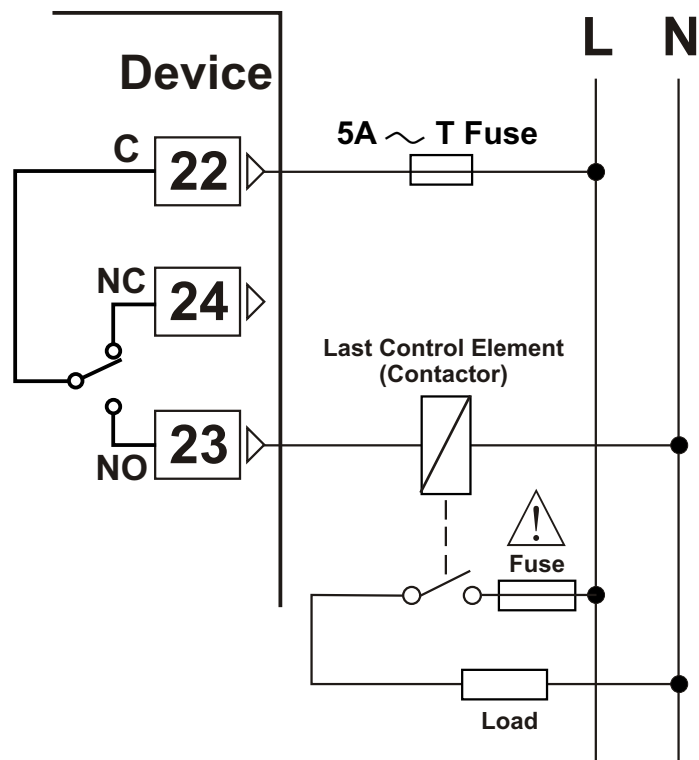 L N
Device
5A ~ T Fuse
C
22
NC
24
Last Control Element
(Contactor)
23
NO
!
Fuse
Load